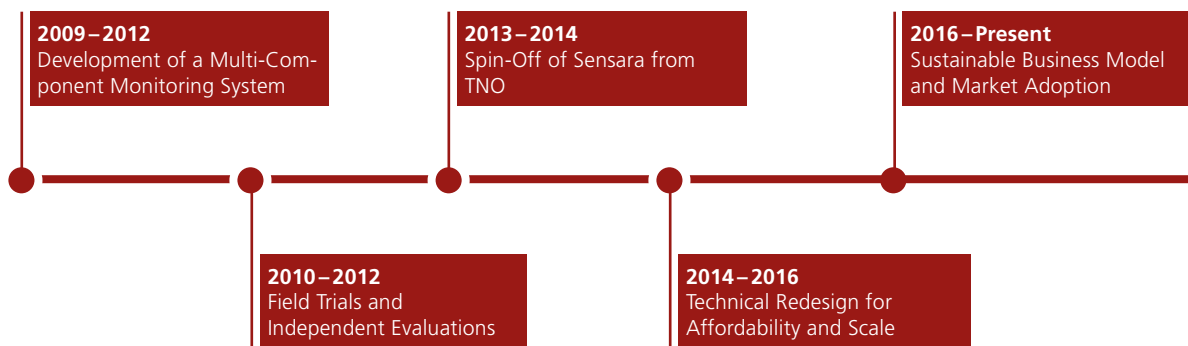 2009–2012
Development of a Multi-Com-
ponent Monitoring System
2010–2012
Field Trials and
Independent Evaluations
2013–2014
Spin-Off of Sensara from
TNO
2014–2016
Technical Redesign for
Affordability and Scale
2016–Present
Sustainable Business Model
and Market Adoption